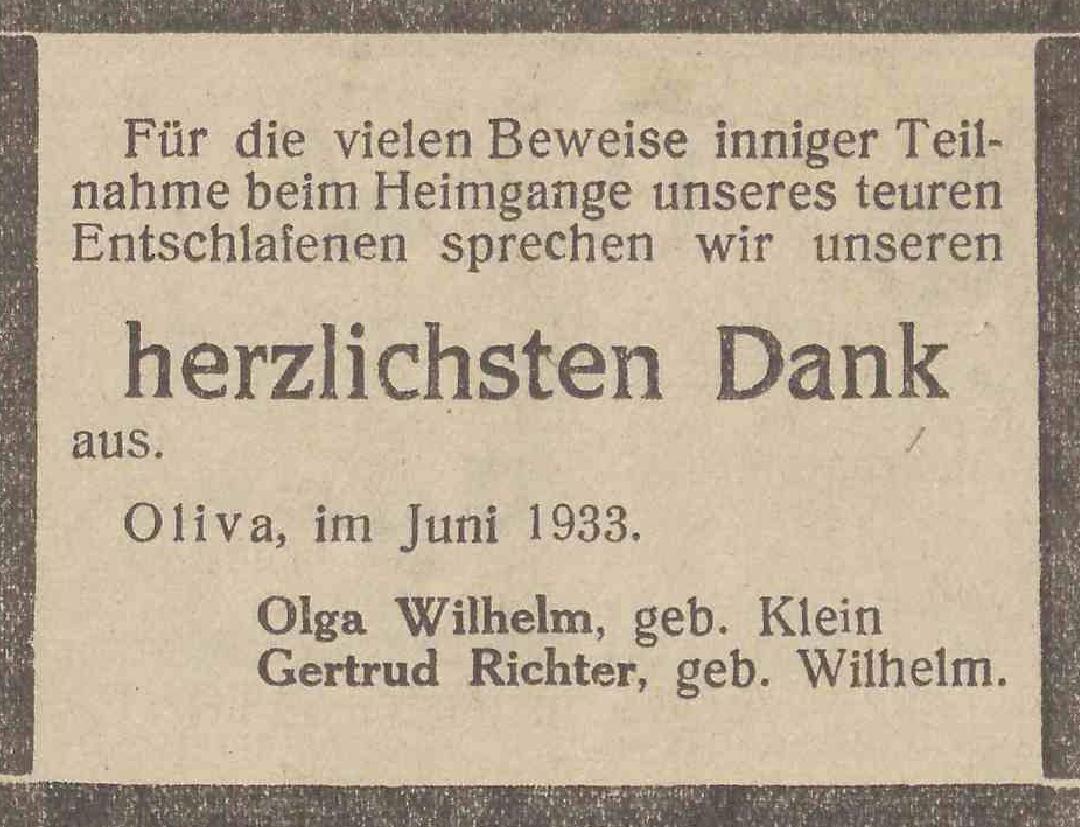 Für die vielen Beweise inniger Teil-
nahme beim Heimgange unseres teuren
Entschlafenen sprechen wir unseren
herzlichsten Dank
aus.
Oliva, im Juni 1933.
Olga Wilhelm, geb. Klein
Gertrud Richter, geb. Wilhelm.